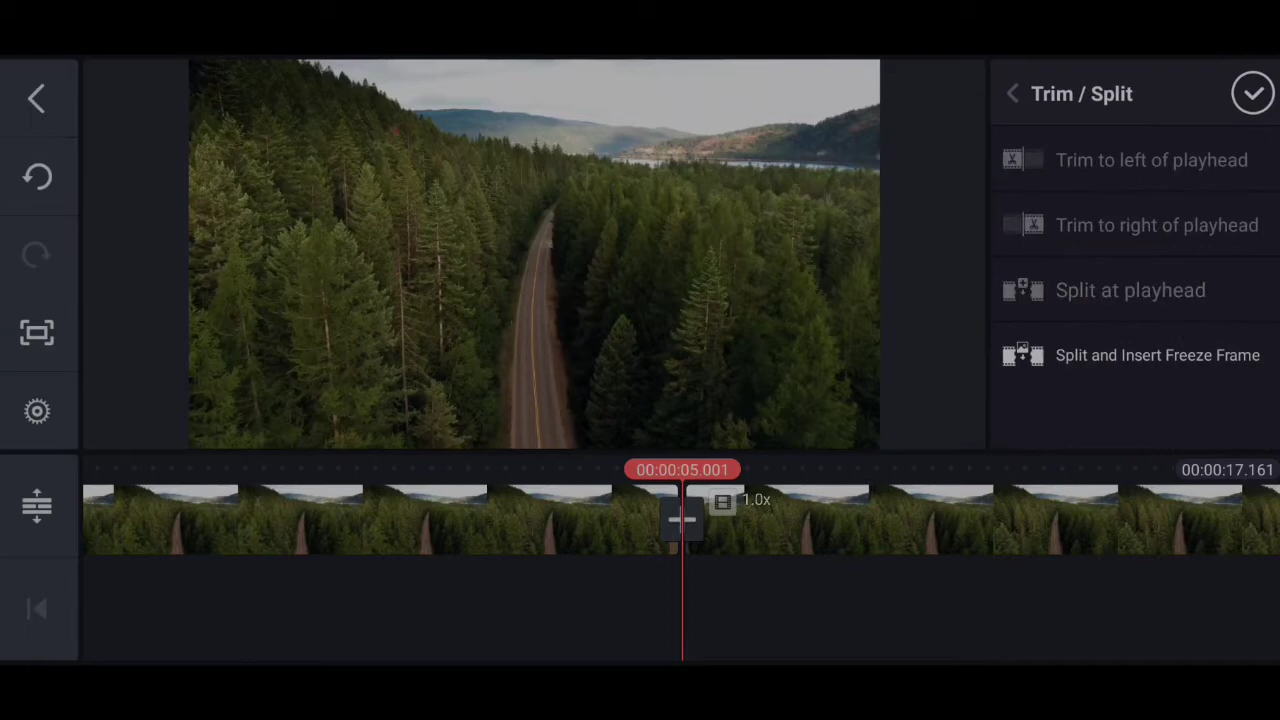 Trim / Split
Trim to left of playhead
Trim to right of playhead
Split at playhead
Split and Insert Freeze Frame
00:00:05.001
00:00:17.161
1.0x